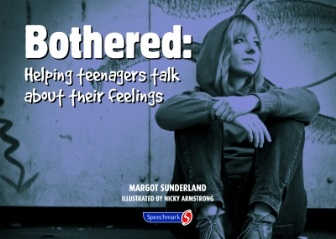 Bothered:
Helping teenagers talk
about their feelings
MARGOT SUNDERLAND
ILLUSTRATED BY NICKY ARMSTRONG
Speechmark S